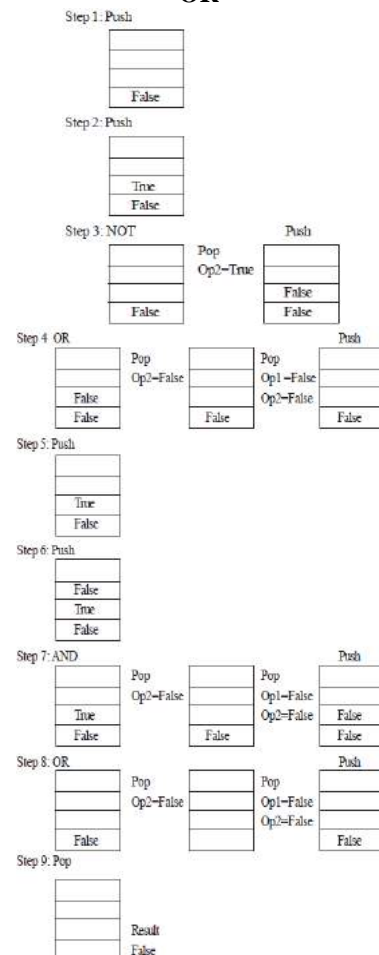 OR
Step 1: Push
False
Step 2: Push
True
False
Step 3: NOT
Push
Pop
Op2=True
False
False
False
Step 4 OR
Push
Pop
Pop
Op2=False
Op1=False
False
Op2=False
False
False
False
Step 5: Push
True
False
Step 6: Push
False
True
False
Step 7: AND
Push
Pop
Pop
Op2=False
Op1=False
True
Op2=False
False
False
False
False
Step 8: OR
Push
Pop
Pop
Op2=False
Op1=False
Op2=False
False
False
Step 9: Pop
Result
False